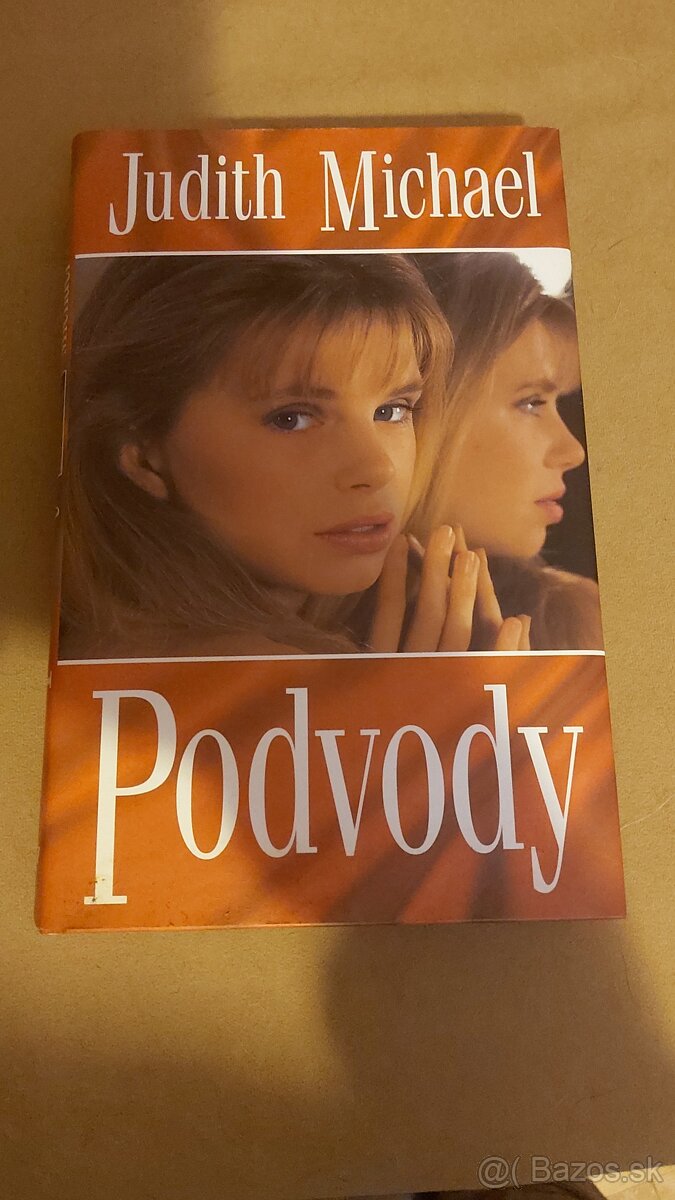 Judith Michael
Podvody
@( Bazos.sk